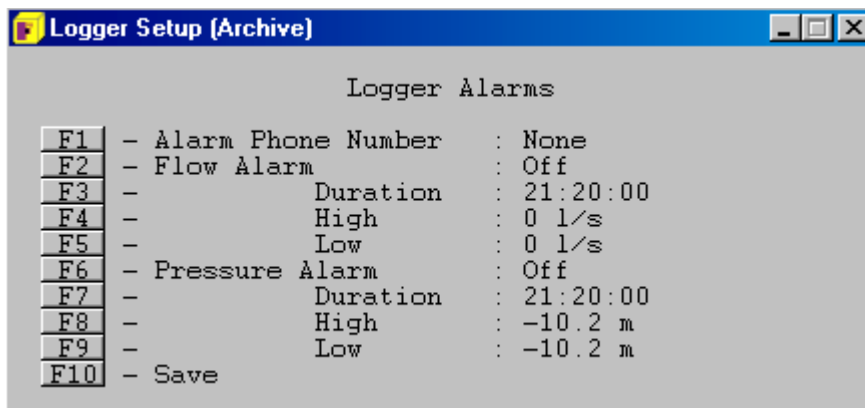 Logger Setup (Archive)
Logger Alarms
F1 - Alarm Phone Number : None
F2 - Flow Alarm : Off
F3 - Duration : 21:20:00
F4 - High : 0 l/s
F5 - Low : 0 l/s
F6 - Pressure Alarm : Off
F7 - Duration : 21:20:00
F8 - High : -10.2 m
F9 - Low : -10.2 m
F10 - Save